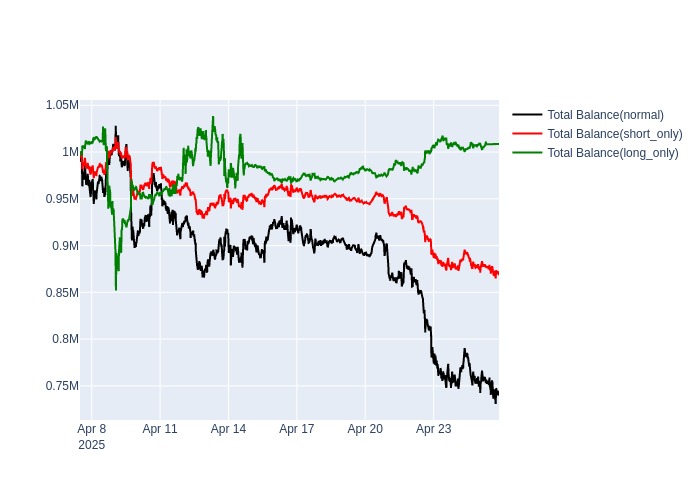 1.05M
1M
0.95M
0.9M
0.85M
0.8M
0.75M
Apr 8
2025
Apr 11
Apr 14
Apr 17
Apr 20
Apr 23
Total Balance(normal)
Total Balance(short_only)
Total Balance(long_only)